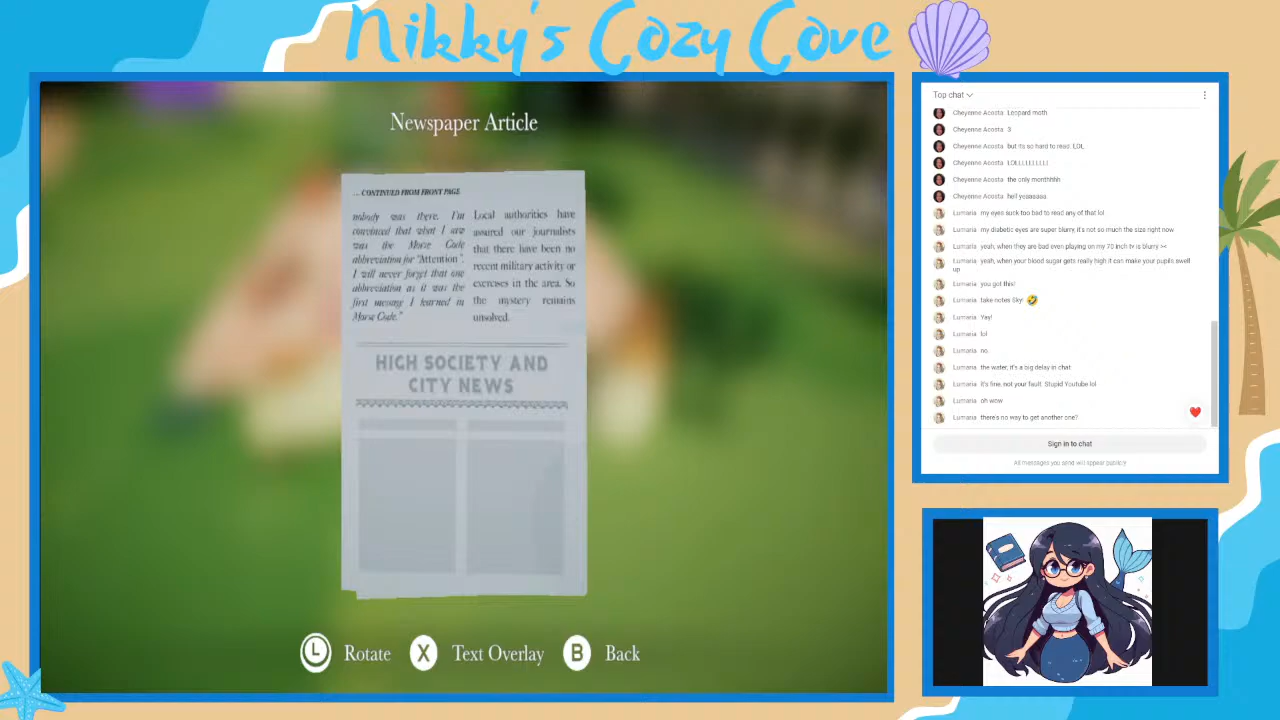 Nikky's Cozy Cove
Newspaper Article
... CONTINUED FROM FRONT PAGE
nobody was there. I'm
convinced that what I saw
was the Morse Code
abbreviation for "Attention".
I will never forget that one
abbreviation as it was the
first message I learned in
Morse Code."
Local authorities have
assured our journalists
that there have been no
recent military activity or
exercises in the area. So
the mystery remains
unsolved.
HIGH SOCIETY AND
CITY NEWS
L Rotate X Text Overlay B Back
Top chat
Cheyenne Acosta Leopard moth
Cheyenne Acosta 3
Cheyenne Acosta but its so hard to read. LOL
Cheyenne Acosta LOLLLLLLLLLL
Cheyenne Acosta the only monthhhh
Cheyenne Acosta hell yeaaaaaa
Lumaria my eyes suck too bad to read any of that lol
Lumaria my diabetic eyes are super blurry, it's not so much the size right now
Lumaria yeah, when they are bad even playing on my 70 inch tv is blurry ><
Lumaria yeah, when your blood sugar gets really high it can make your pupils swell
up
Lumaria you got this!
Lumaria take notes Sky! 🤣
Lumaria Yay!
Lumaria lol
Lumaria no
Lumaria the water, it's a big delay in chat
Lumaria it's fine, not your fault. Stupid Youtube lol
Lumaria oh wow
Lumaria there's no way to get another one?
Sign in to chat
All messages you send will appear publicly